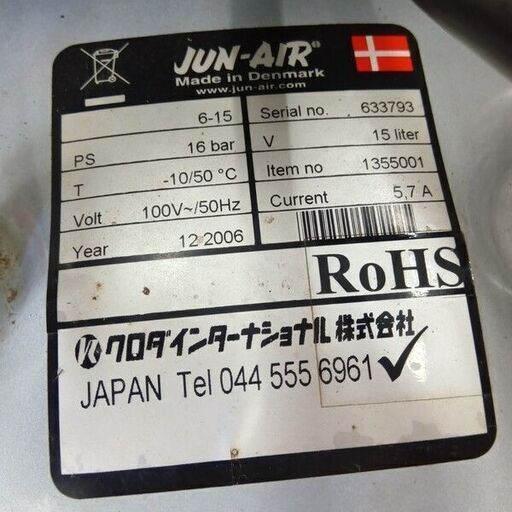 JUN-AIR®
Made in Denmark
www.jun-air.com
6-15
Serial no. 633793
PS 16 bar
V 15 liter
T -10/50 °C
Item no 1355001
Volt 100V~/50Hz
Current 5,7 A
Year 12 2006
RoHS
クロダインターナショナル株式会社
JAPAN Tel 044 555 6961